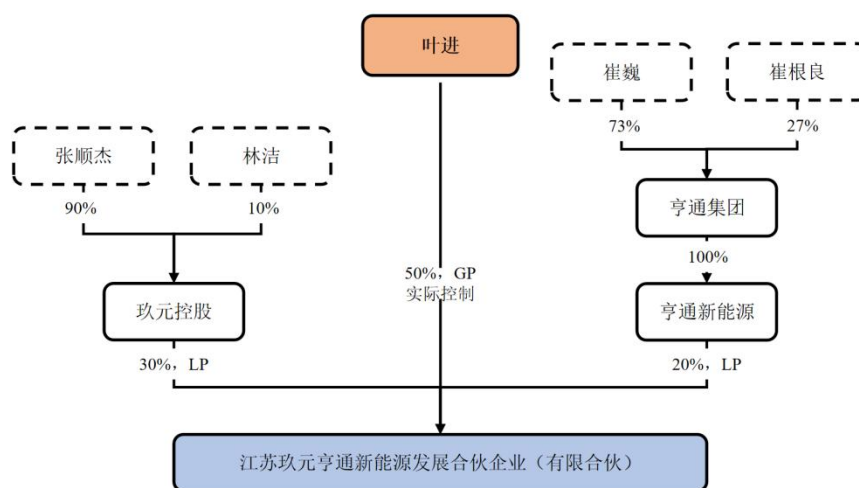 叶进
崔巍
崔根良
73%
27%
张顺杰
林洁
90%
10%
亨通集团
100%
50%，GP
实际控制
玖元控股
亨通新能源
30%，LP
20%，LP
江苏玖元亨通新能源发展合伙企业（有限合伙）